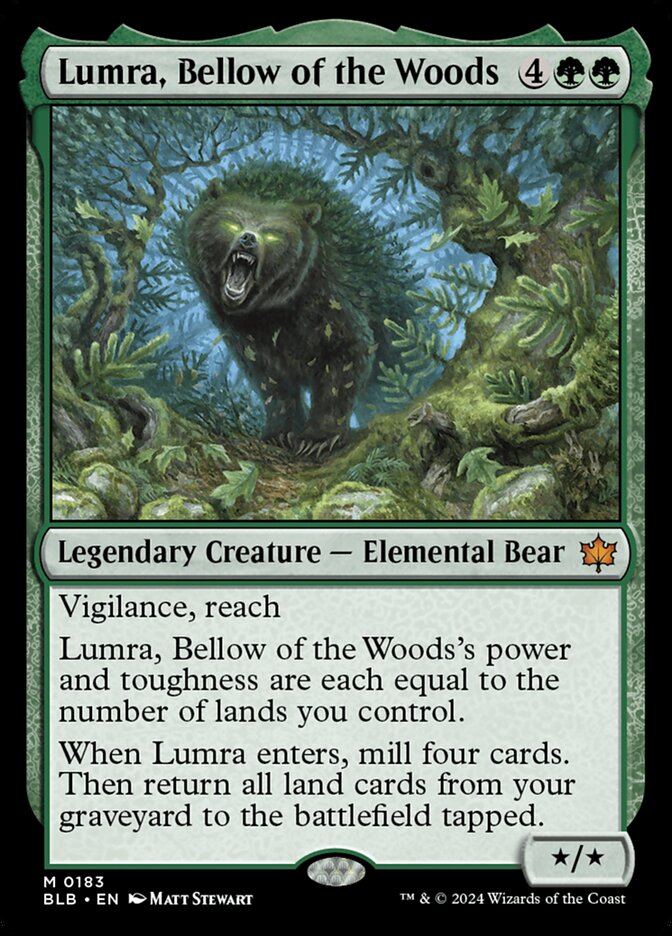 Lumra, Bellow of the Woods 4
Legendary Creature — Elemental Bear
Vigilance, reach
Lumra, Bellow of the Woods's power
and toughness are each equal to the
number of lands you control.
When Lumra enters, mill four cards.
Then return all land cards from your
graveyard to the battlefield tapped.
★/★
M 0183
BLB • EN Matt Stewart
™ & © 2024 Wizards of the Coast